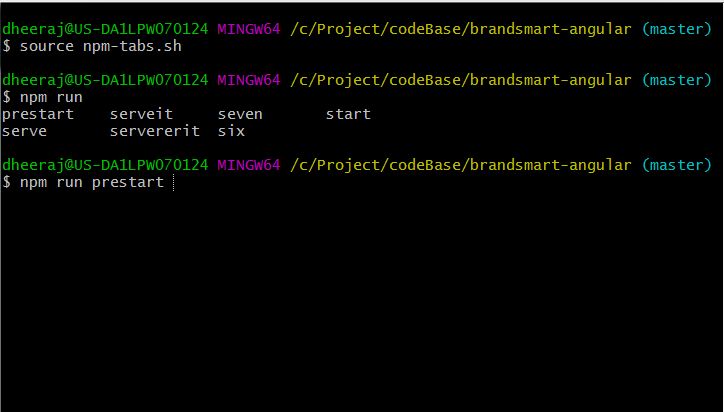 dheeraj@US-DA1LPW070124 MINGW64 /c/Project/codeBase/brandsmart-angular (master)
$ source npm-tabs.sh
dheeraj@US-DA1LPW070124 MINGW64 /c/Project/codeBase/brandsmart-angular (master)
$ npm run
prestart serveit seven start
serve servererit six
dheeraj@US-DA1LPW070124 MINGW64 /c/Project/codeBase/brandsmart-angular (master)
$ npm run prestart